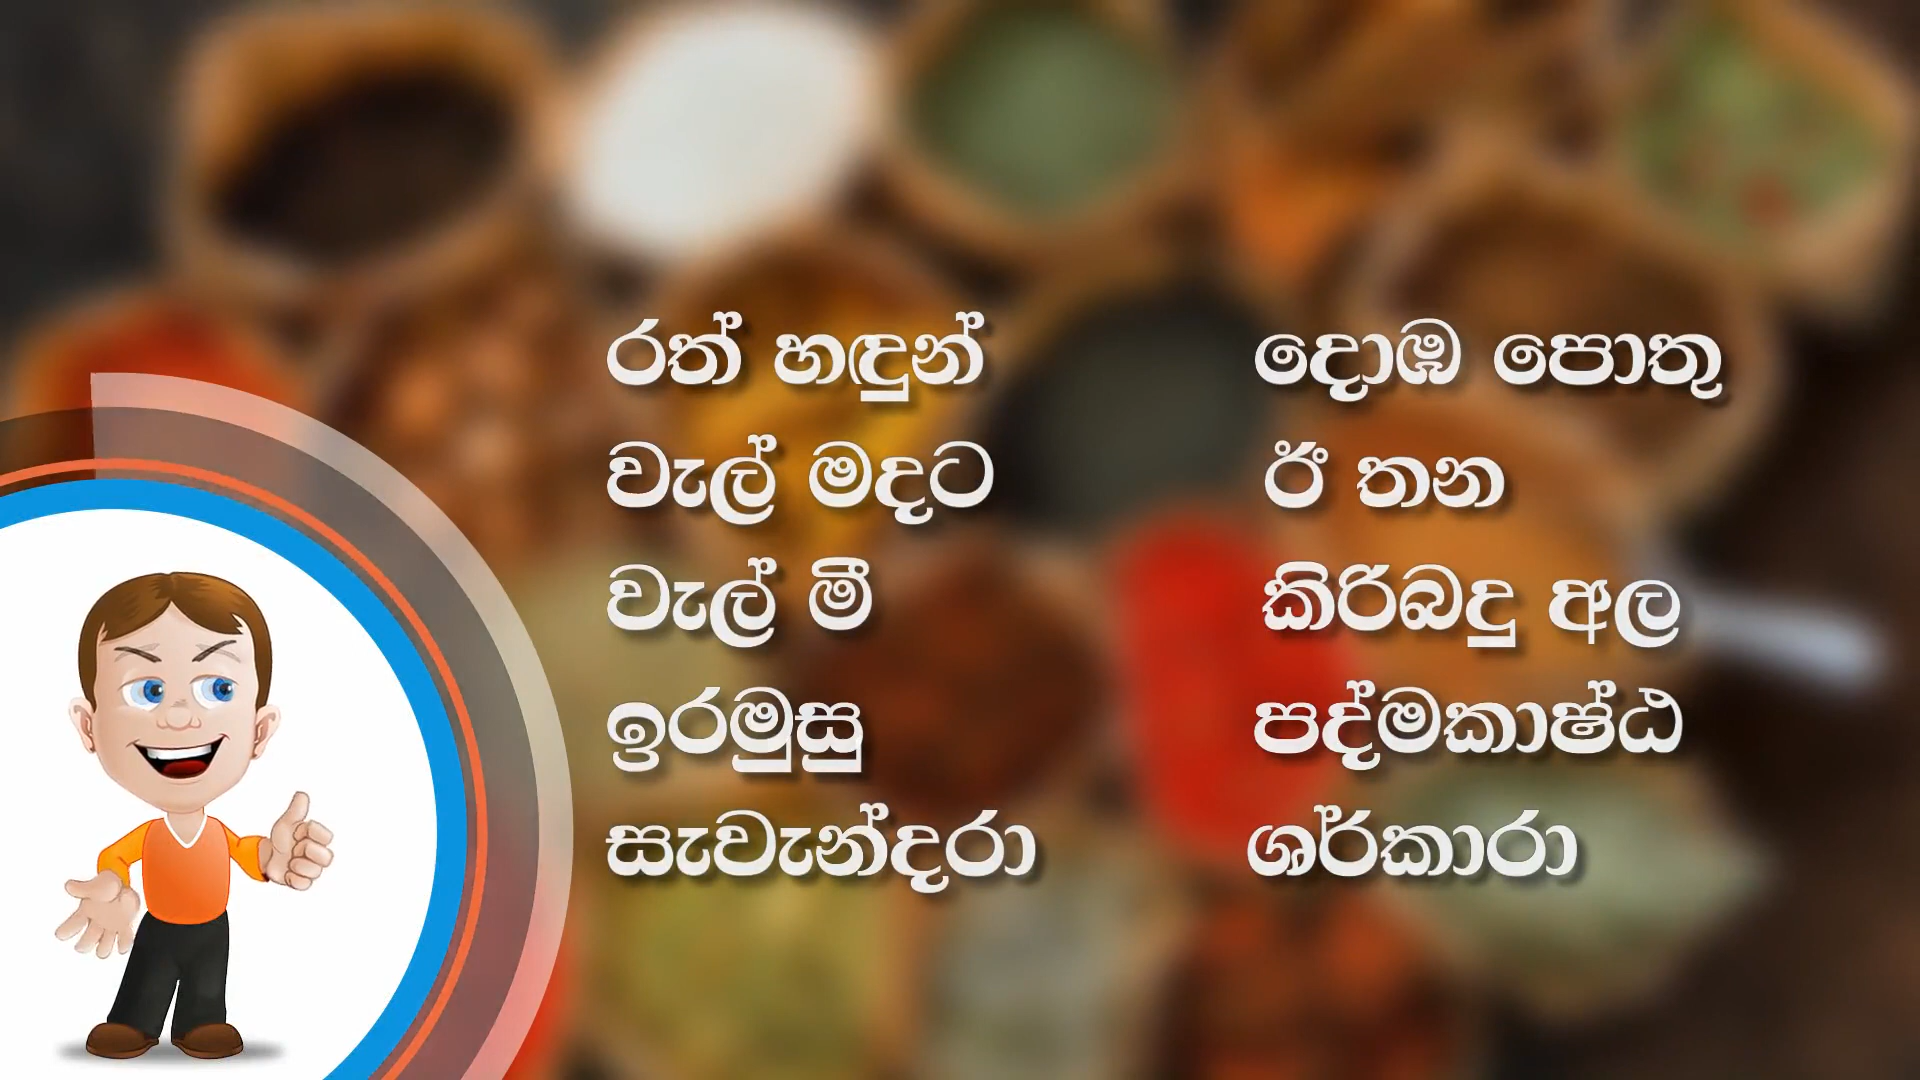 රත් හඳුන්
වැල් මදට
වැල් මී
ඉරමුසු
සැවැන්දරා
දොඹ පොතු
ඊ තන
කිරිබදු අල
පද්මකාෂ්ඨ
ශර්කාරා